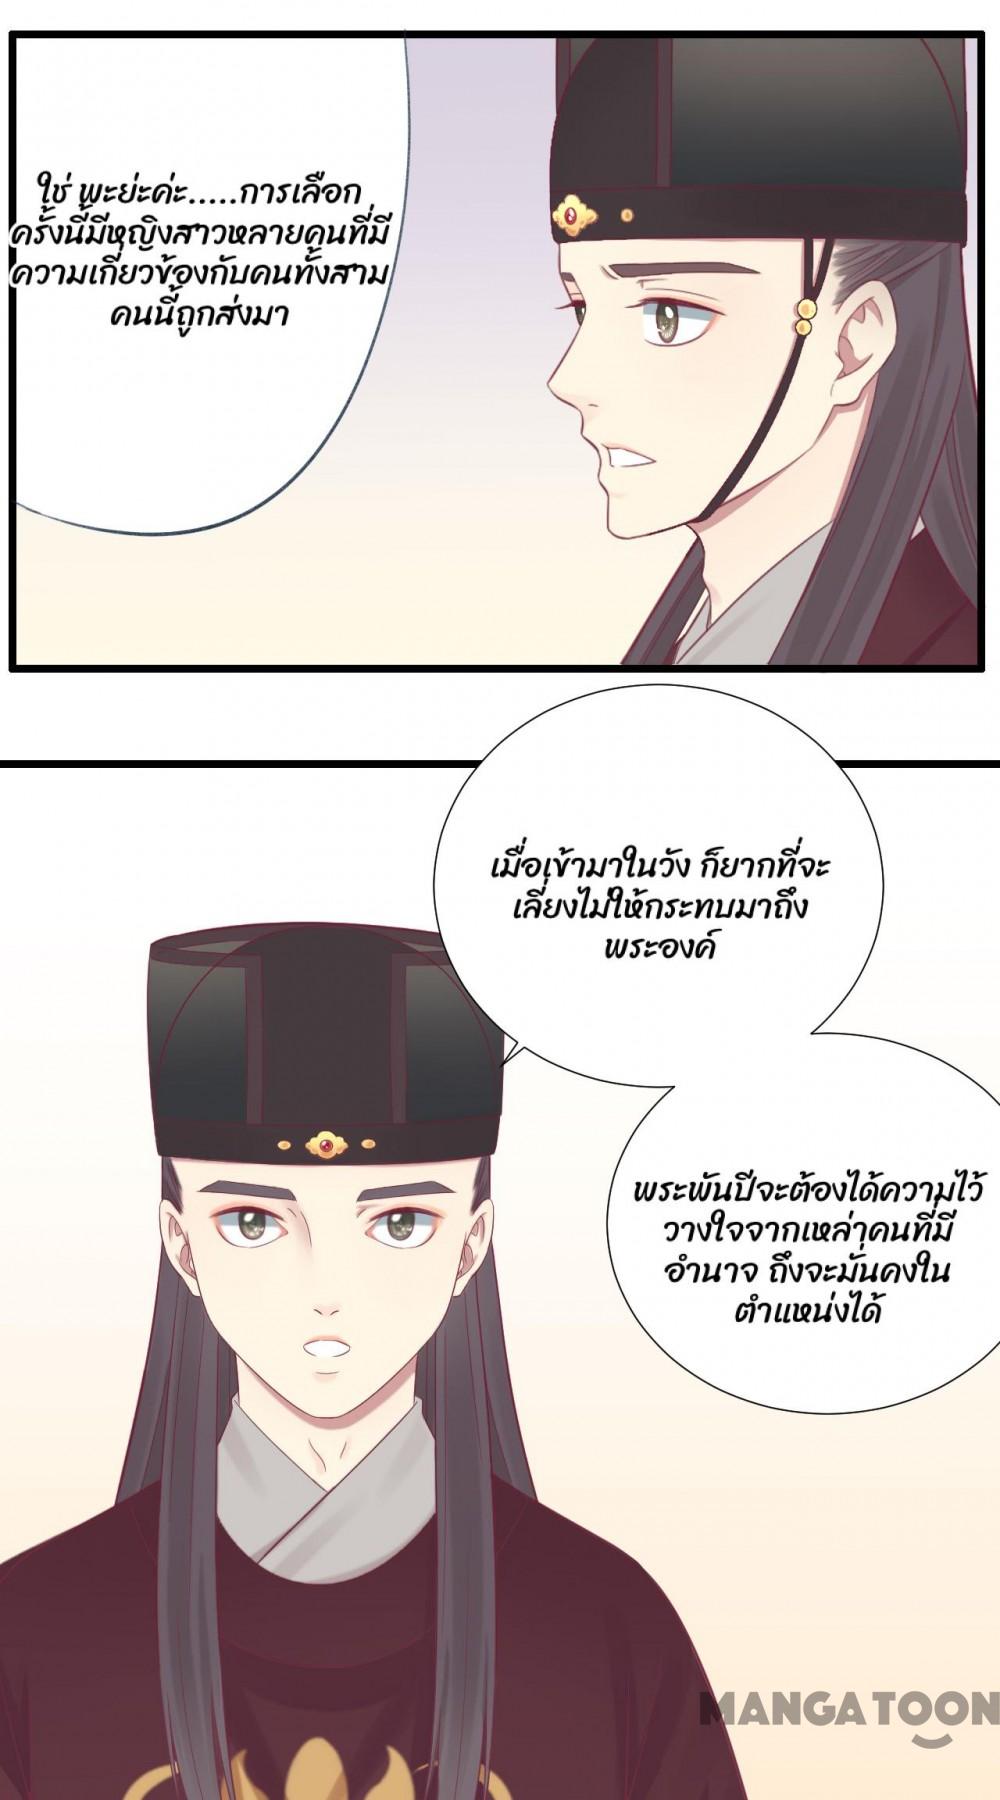 ใช่ พะย่ะค่ะ.....การเลือก
ครั้งนี้มีหญิงสาวหลายคนที่มี
ความเกี่ยวข้องกับคนทั้งสาม
คนนี้ถูกส่งมา
เมื่อเข้ามาในวัง ก็ยากที่จะ
เลี่ยงไม่ให้กระทบมาถึง
พระองค์
พระพันปีจะต้องได้ความไว้
วางใจจากเหล่าคนที่มี
อำนาจ ถึงจะมั่นคงใน
ตำแหน่งได้
MANGATOON